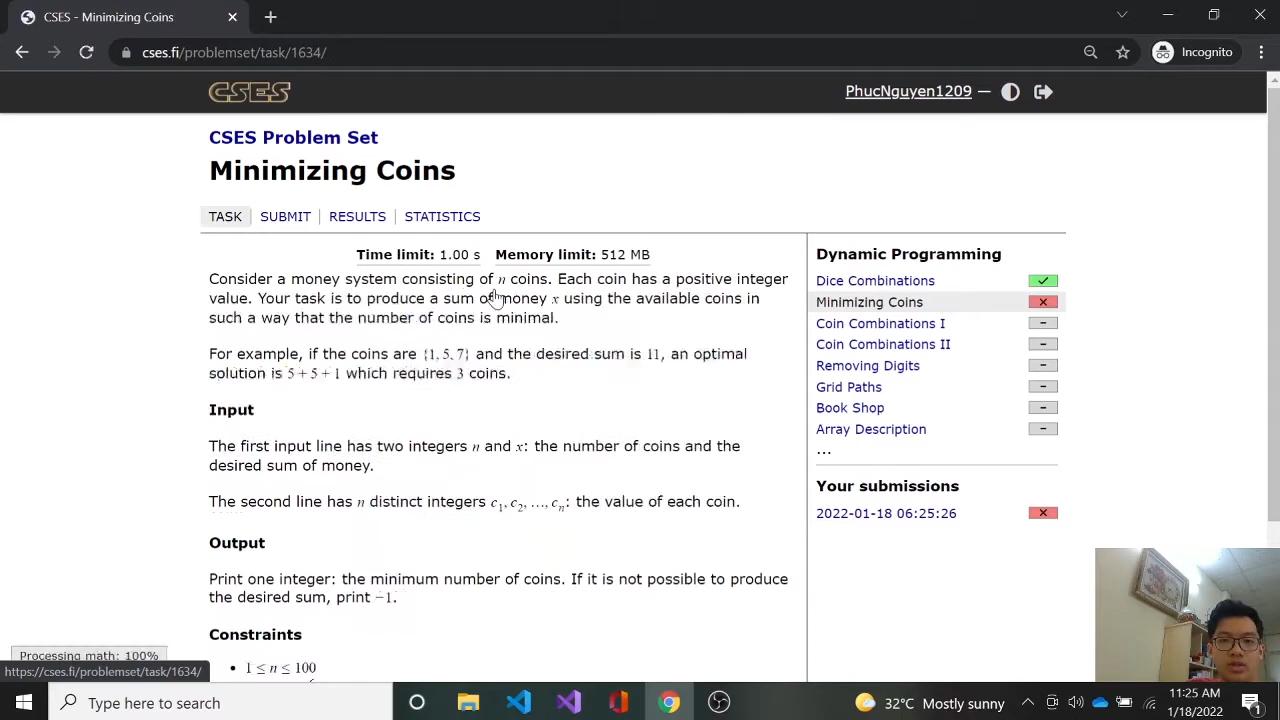 CSES - Minimizing Coins
cses.fi/problemset/task/1634/
Incognito
CSES
PhucNguyen1209 —
CSES Problem Set
Minimizing Coins
TASK | SUBMIT | RESULTS | STATISTICS
Time limit: 1.00 s Memory limit: 512 MB
Consider a money system consisting of n coins. Each coin has a positive integer
value. Your task is to produce a sum of money x using the available coins in
such a way that the number of coins is minimal.
For example, if the coins are {1, 5, 7} and the desired sum is 11, an optimal
solution is 5 + 5 + 1 which requires 3 coins.
Input
The first input line has two integers n and x: the number of coins and the
desired sum of money.
The second line has n distinct integers c1, c2, …, cn: the value of each coin.
Output
Print one integer: the minimum number of coins. If it is not possible to produce
the desired sum, print −1.
Constraints
• 1 ≤ n ≤ 100
Dynamic Programming
Dice Combinations
Minimizing Coins
Coin Combinations I
Coin Combinations II
Removing Digits
Grid Paths
Book Shop
Array Description
...
Your submissions
2022-01-18 06:25:26
Processing math: 100%
https://cses.fi/problemset/task/1634/
Type here to search
32°C Mostly sunny
11:25 AM
1/18/2022
1